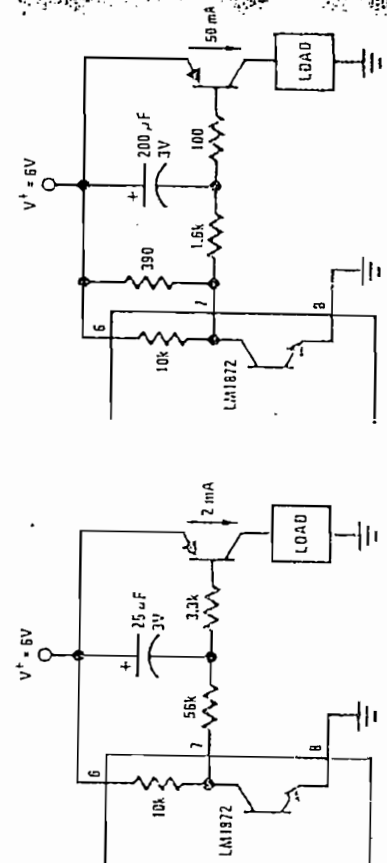 V⁺ = 6V
200 µF
3V
50 mA
390
6
10k
1.6k
100
7
LM1872
8
LOAD
V⁺ = 6V
25 µF
3V
2 mA
6
10k
56k
3.3k
7
LM1872
8
LOAD